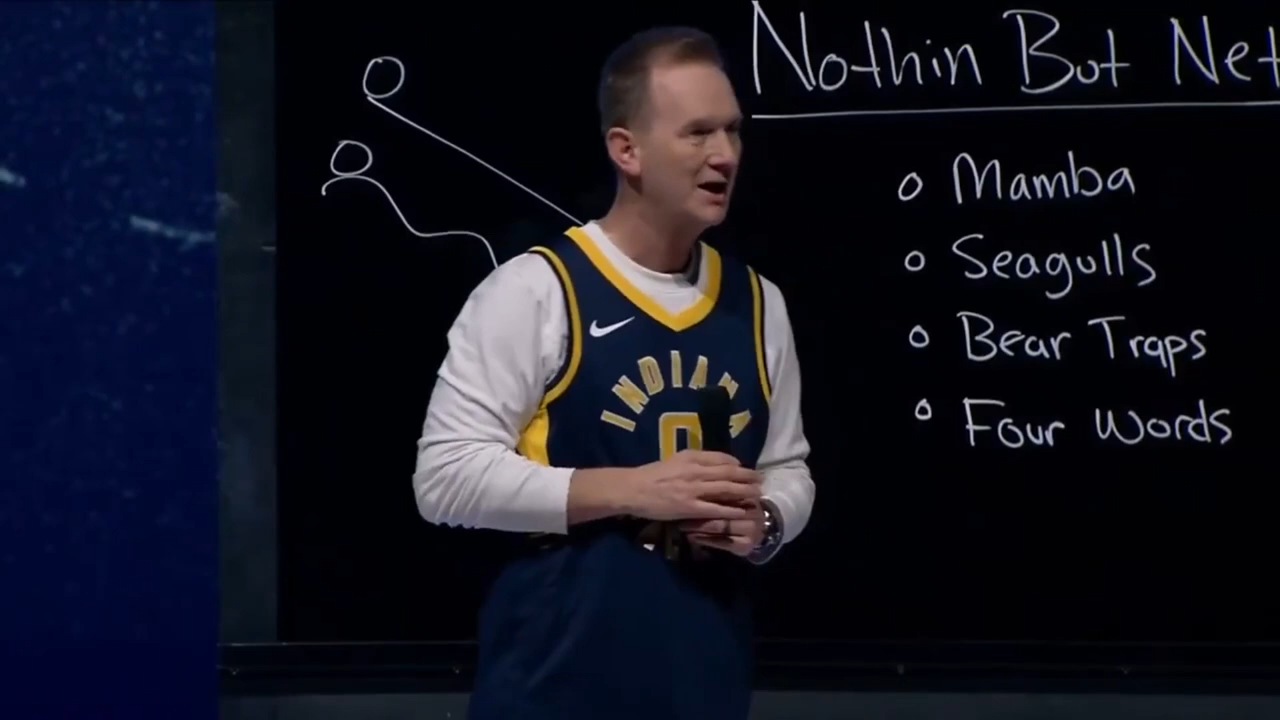 Nothin But Net
Mamba
Seagulls
Bear Traps
Four Words
INDIANA
0